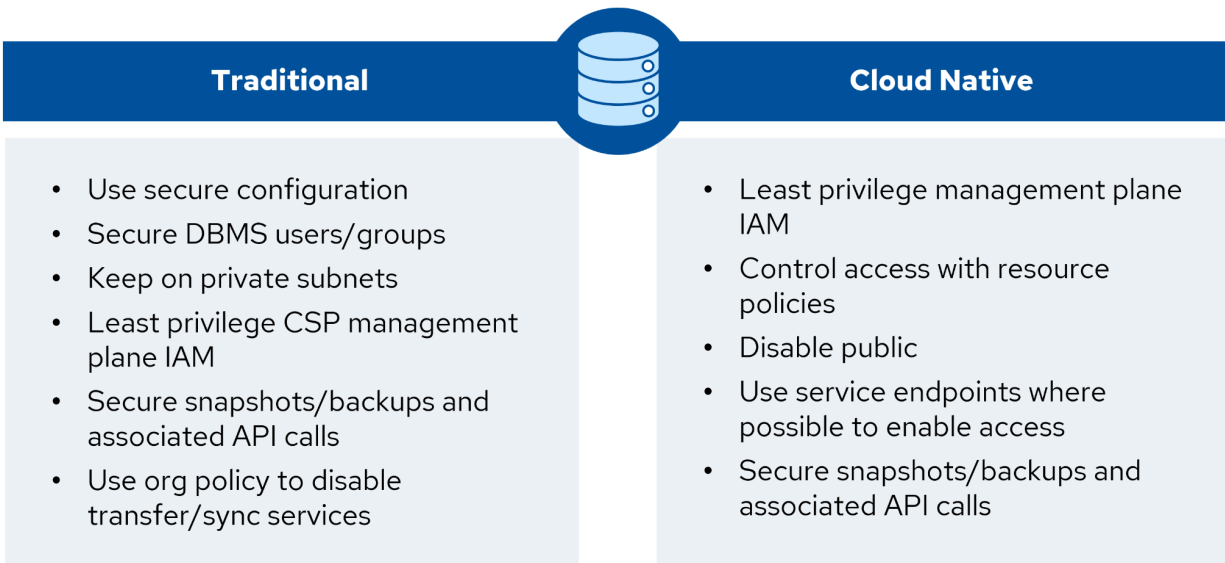 Traditional
Cloud Native
• Use secure configuration
• Secure DBMS users/groups
• Keep on private subnets
• Least privilege CSP management
plane IAM
• Secure snapshots/backups and
associated API calls
• Use org policy to disable
transfer/sync services
• Least privilege management plane
IAM
• Control access with resource
policies
• Disable public
• Use service endpoints where
possible to enable access
• Secure snapshots/backups and
associated API calls